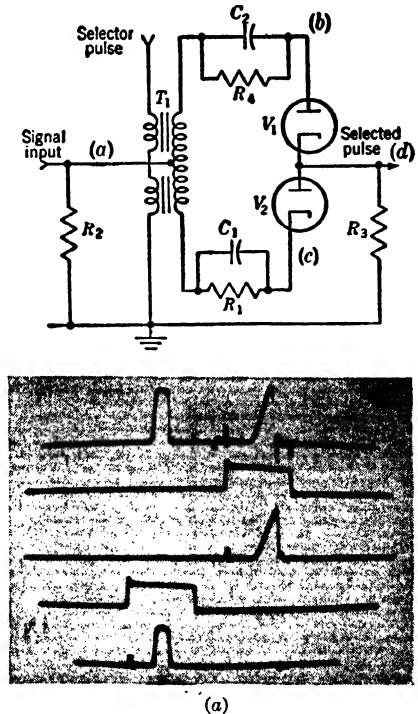 Selector
pulse
C2
(b)
R4
T1
V1
Signal
input
(a)
Selected
pulse
(d)
V2
R2
C1
(c)
R3
R1
(a)